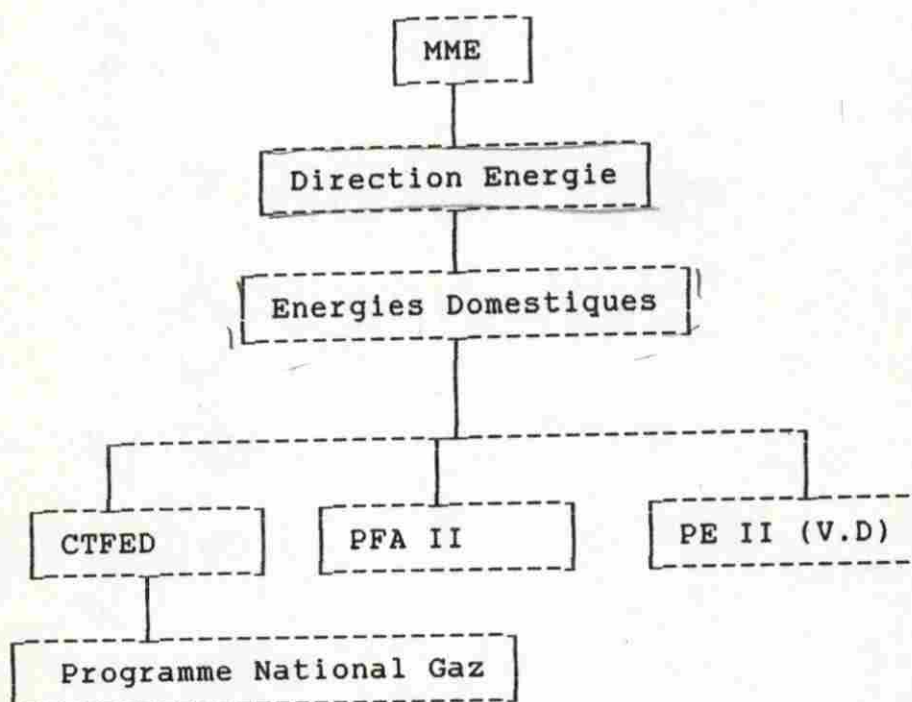 MME
Direction Energie
Energies Domestiques
CTFED
PFA II
PE II (V.D)
Programme National Gaz